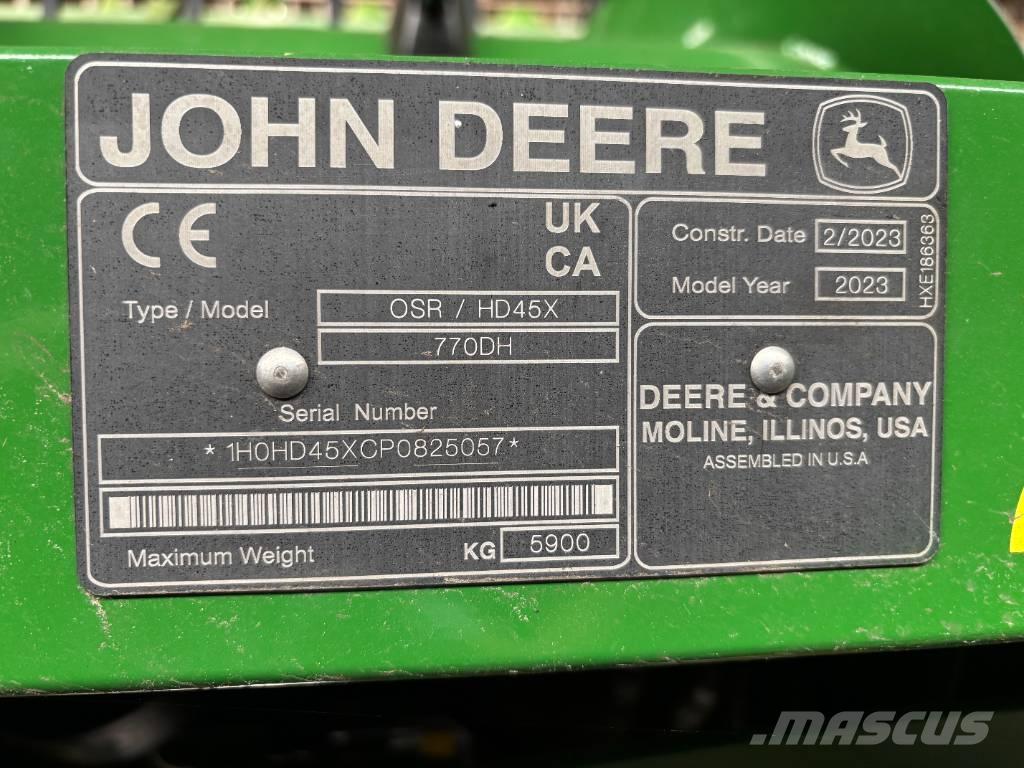 JOHN DEERE
CE
UK
CA
Type / Model
OSR / HD45X
770DH
Serial Number
*1H0HD45XCP0825057*
Maximum Weight
KG 5900
Constr. Date 2/2023
Model Year 2023
HXE186363
DEERE & COMPANY
MOLINE, ILLINOS, USA
ASSEMBLED IN U.S.A
MASCUS